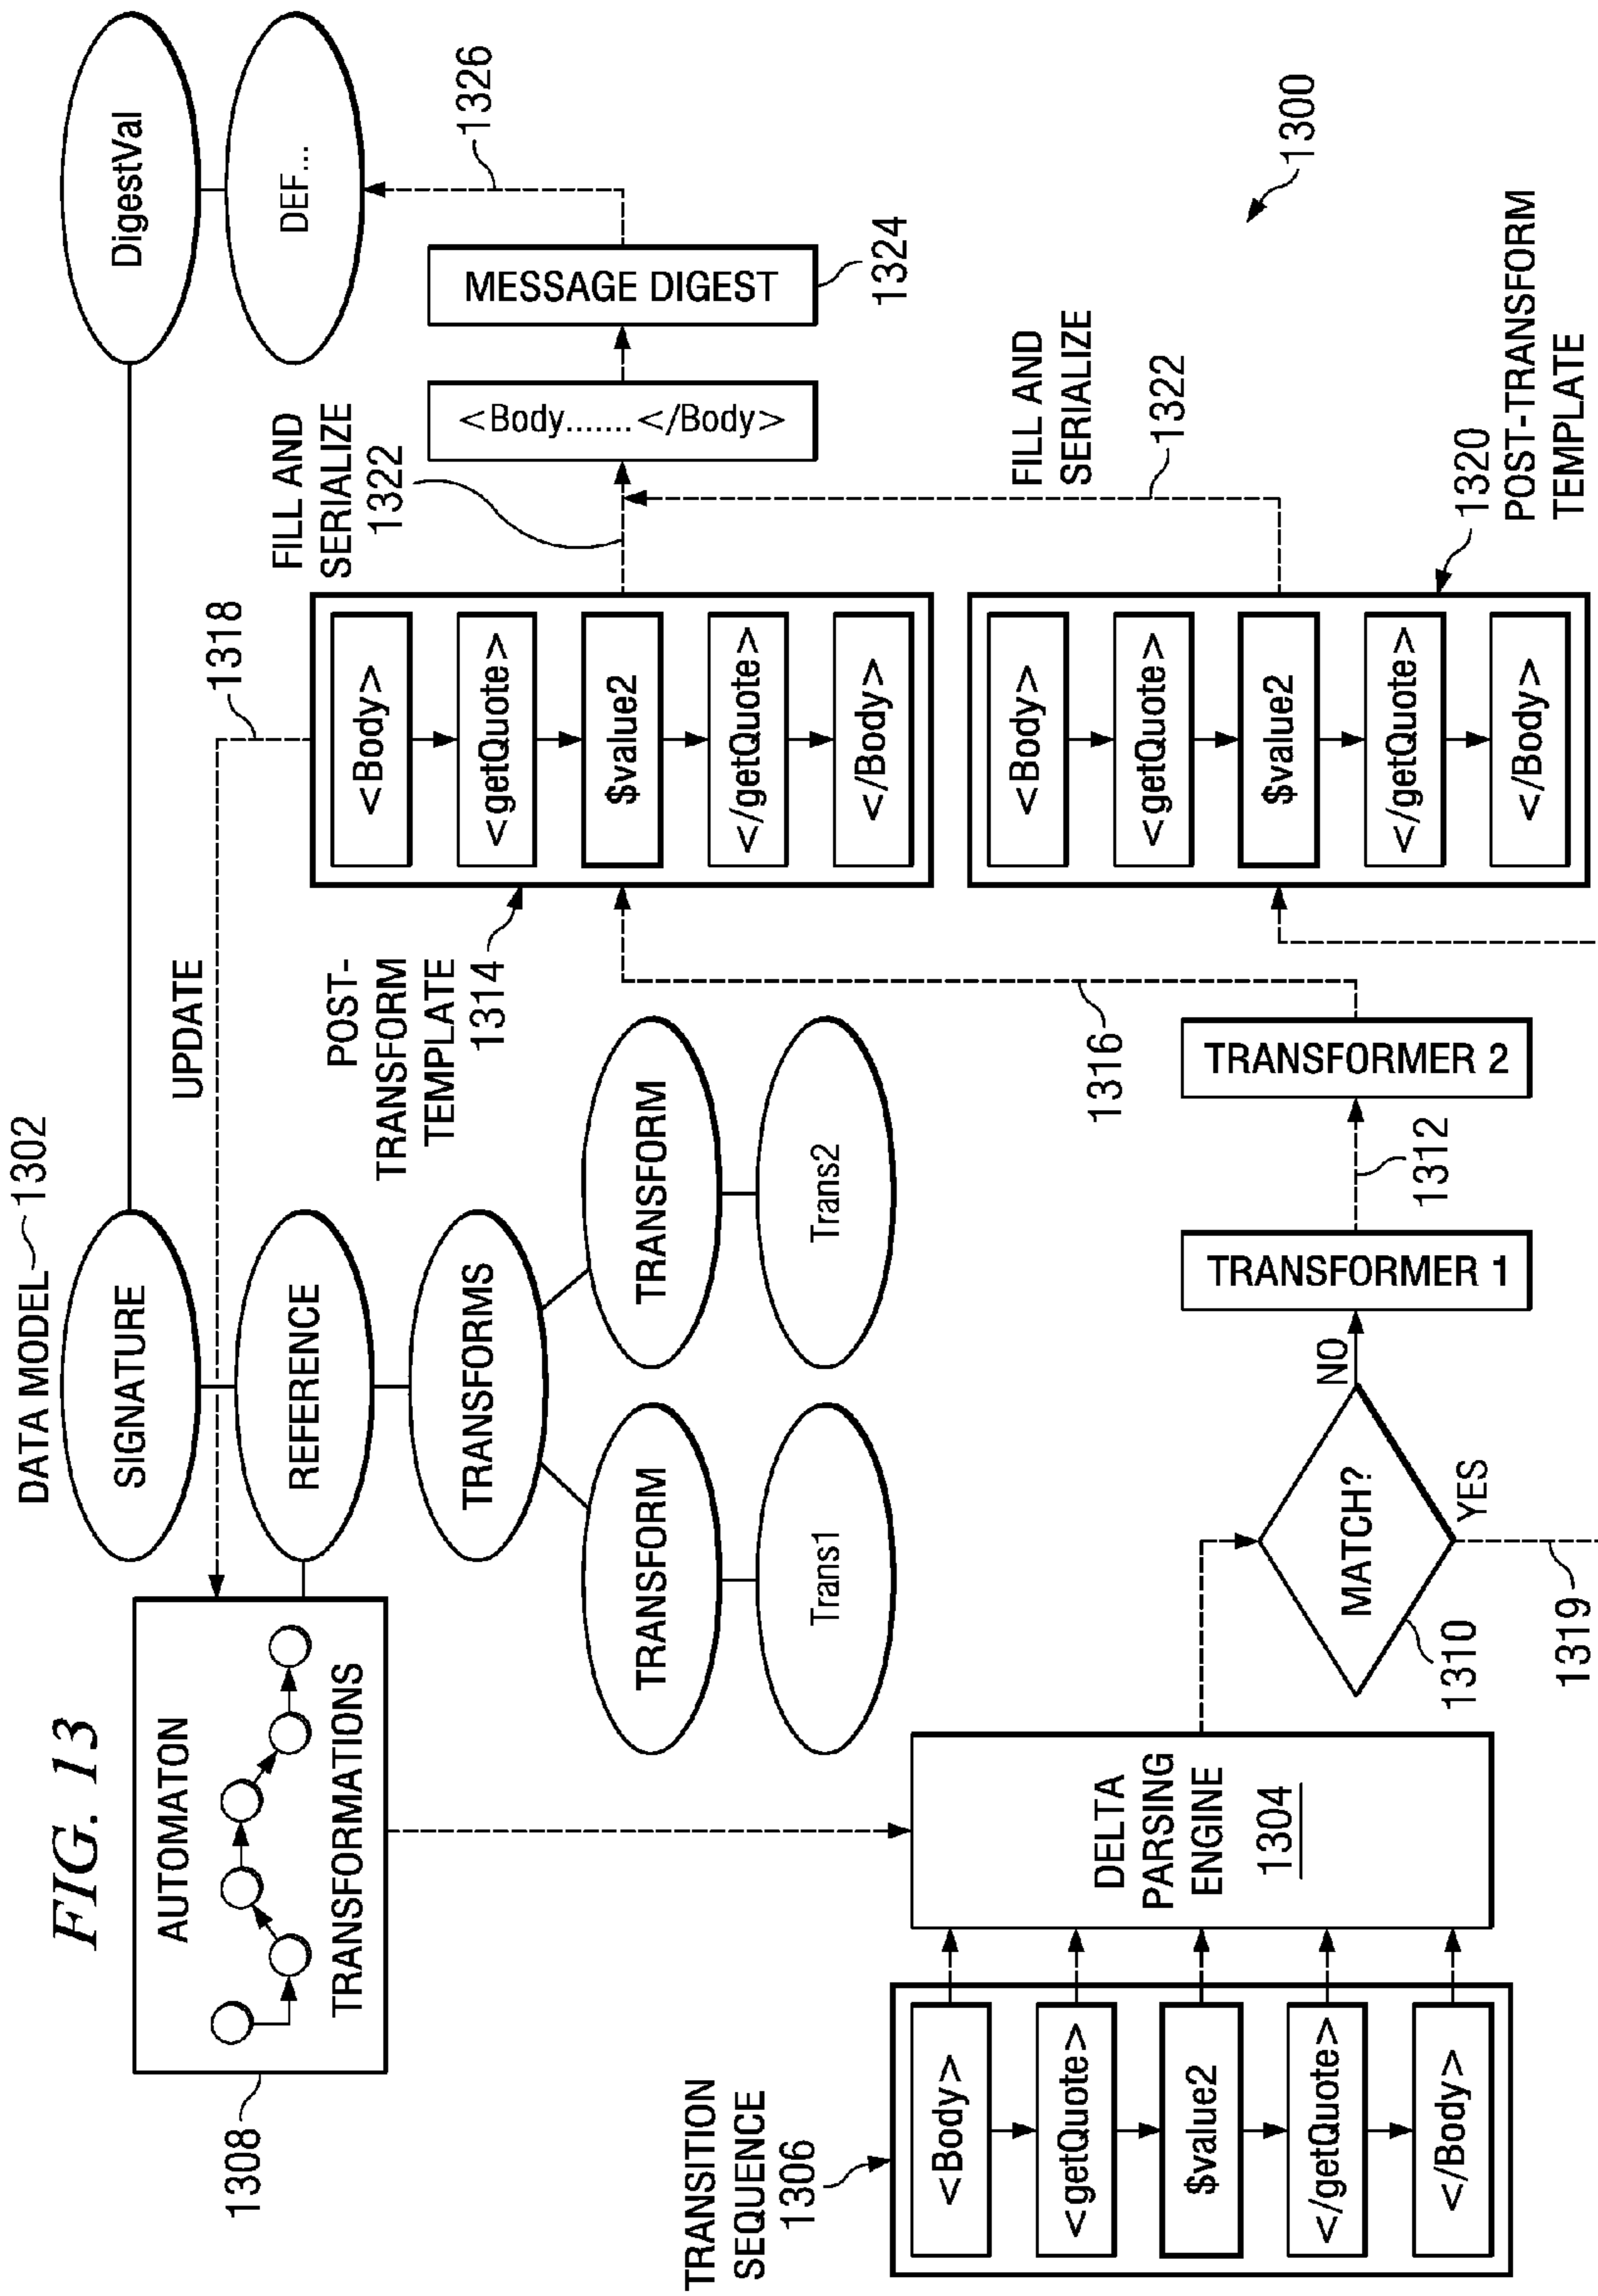 FIG. 13
DATA MODEL 1302
SIGNATURE
DigestVal
DEF...
REFERENCE
TRANSFORMS
TRANSFORM
TRANSFORM
Trans1
Trans2
1308
AUTOMATON
TRANSFORMATIONS
UPDATE
1318
POST-
TRANSFORM
TEMPLATE
1314
<Body>
<getQuote>
$value2
</getQuote>
</Body>
FILL AND
SERIALIZE
1322
<Body.......</Body>
MESSAGE DIGEST
1324
1326
TRANSITION
SEQUENCE
1306
<Body>
<getQuote>
$value2
</getQuote>
</Body>
DELTA
PARSING
ENGINE
1304
MATCH?
1310
NO
YES
1319
TRANSFORMER 1
1312
TRANSFORMER 2
1316
<Body>
<getQuote>
$value2
</getQuote>
</Body>
FILL AND
SERIALIZE
1322
1320
POST-TRANSFORM
TEMPLATE
1300